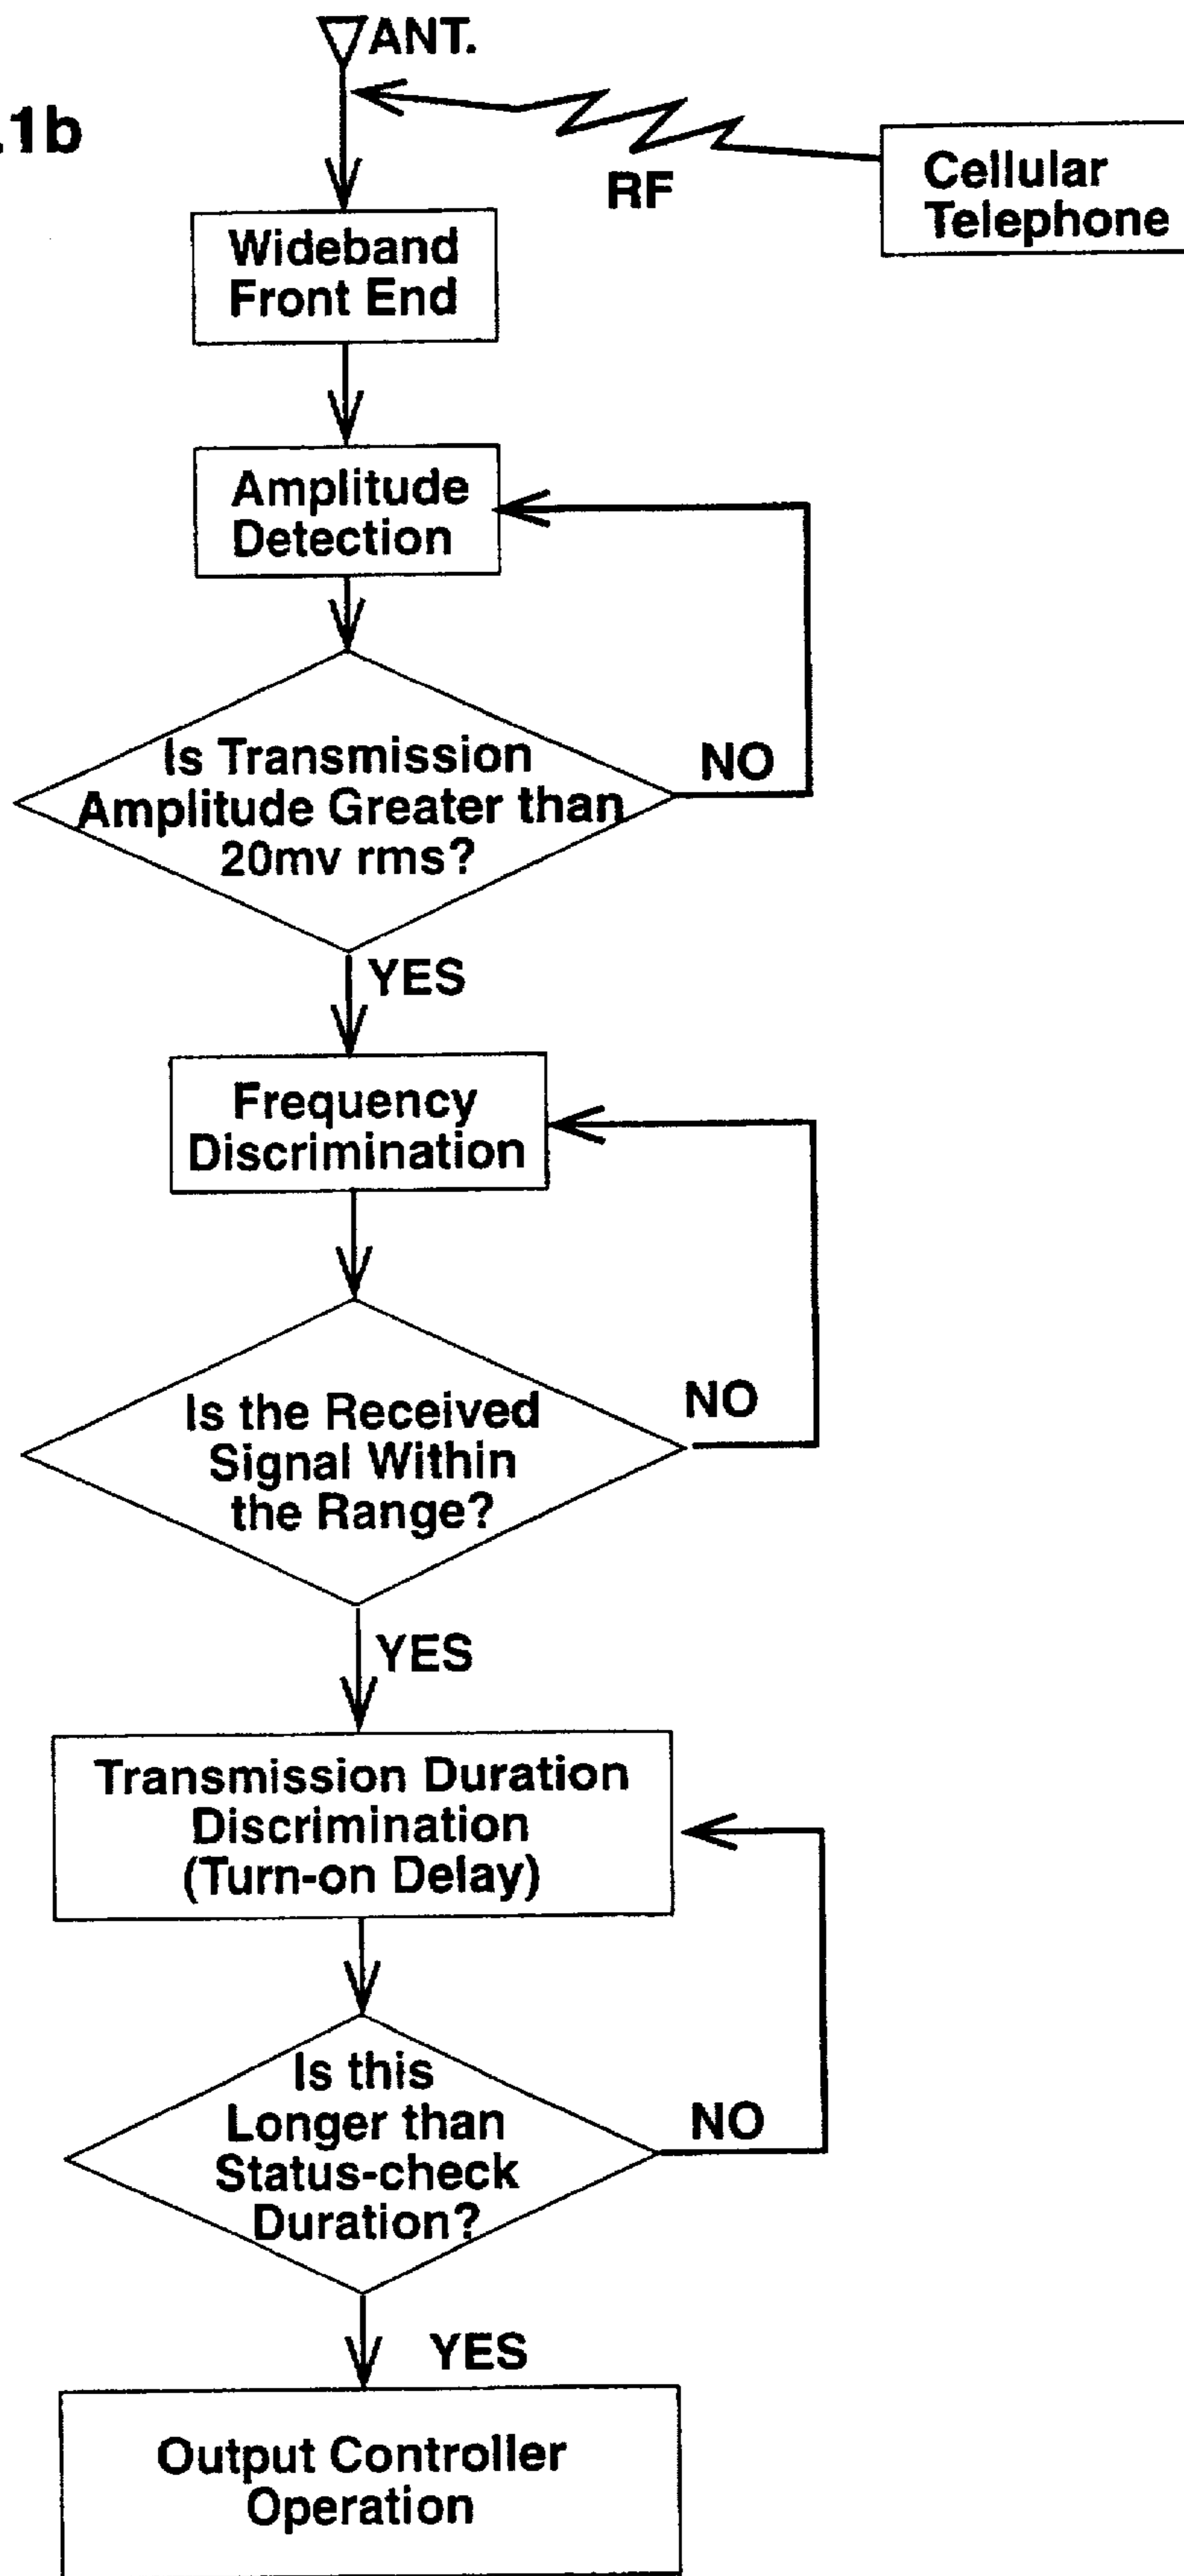 ANT.
.1b
RF
Cellular
Telephone
Wideband
Front End
Amplitude
Detection
Is Transmission
Amplitude Greater than
20mv rms?
NO
YES
Frequency
Discrimination
Is the Received
Signal Within
the Range?
NO
YES
Transmission Duration
Discrimination
(Turn-on Delay)
Is this
Longer than
Status-check
Duration?
NO
YES
Output Controller
Operation